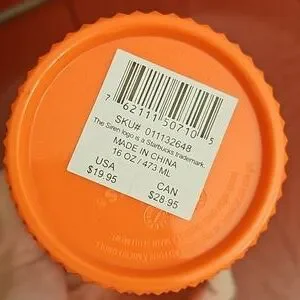 7 62111 50710 5
SKU# 011132648
The Siren logo is a Starbucks trademark.
MADE IN CHINA
16 OZ / 473 ML
USA CAN
$19.95 $28.95